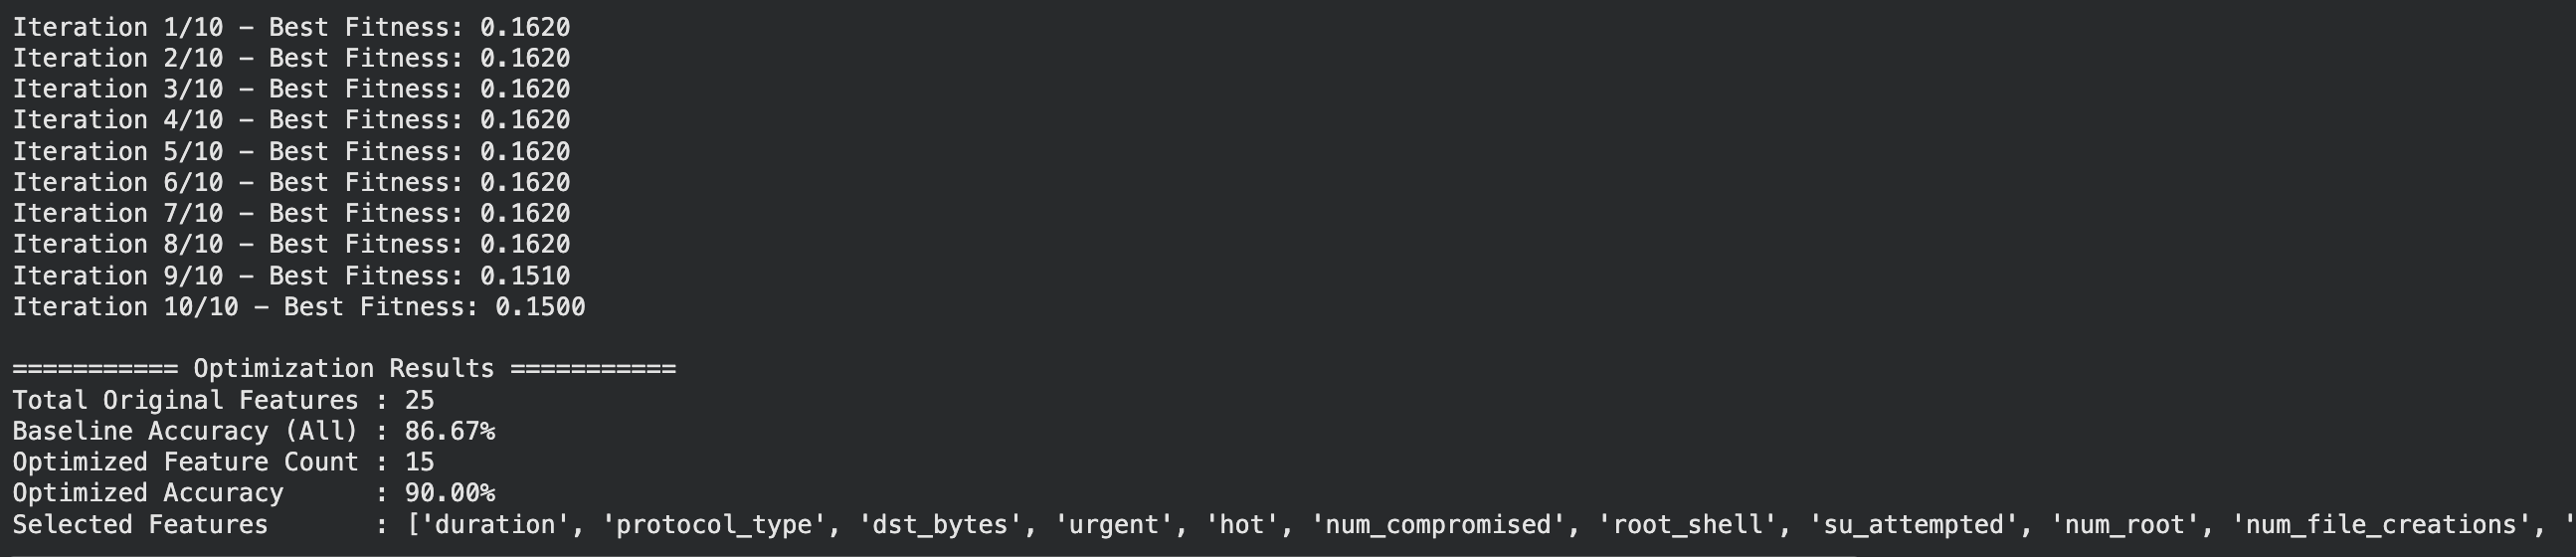 Iteration 1/10 – Best Fitness: 0.1620
Iteration 2/10 – Best Fitness: 0.1620
Iteration 3/10 – Best Fitness: 0.1620
Iteration 4/10 – Best Fitness: 0.1620
Iteration 5/10 – Best Fitness: 0.1620
Iteration 6/10 – Best Fitness: 0.1620
Iteration 7/10 – Best Fitness: 0.1620
Iteration 8/10 – Best Fitness: 0.1620
Iteration 9/10 – Best Fitness: 0.1510
Iteration 10/10 – Best Fitness: 0.1500
=========== Optimization Results ===========
Total Original Features : 25
Baseline Accuracy (All) : 86.67%
Optimized Feature Count : 15
Optimized Accuracy      : 90.00%
Selected Features       : ['duration', 'protocol_type', 'dst_bytes', 'urgent', 'hot', 'num_compromised', 'root_shell', 'su_attempted', 'num_root', 'num_file_creations', '